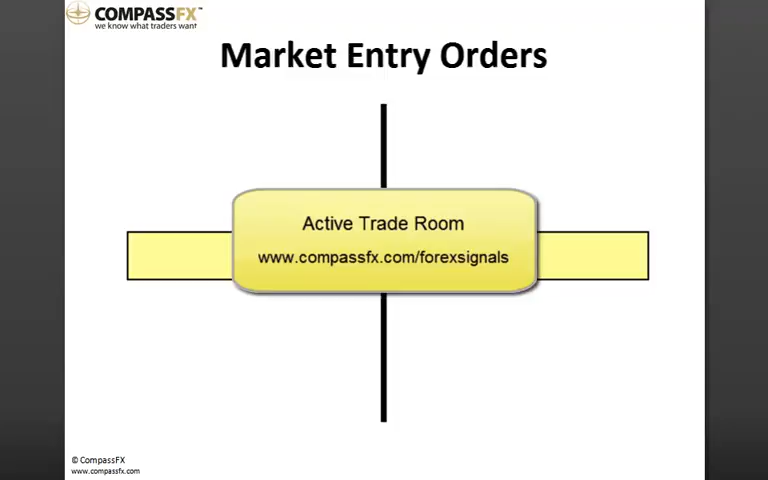 COMPASSFX™
we know what traders want
Market Entry Orders
Active Trade Room
www.compassfx.com/forexsignals
© CompassFX
www.compassfx.com